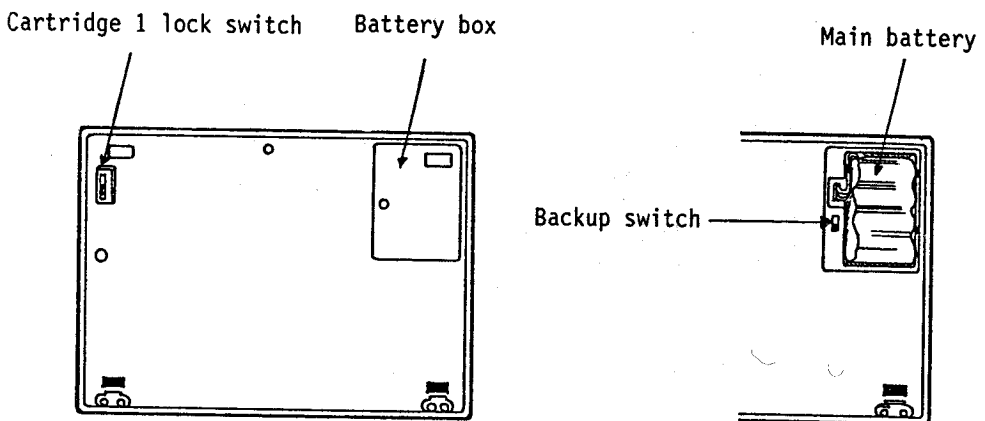 Cartridge 1 lock switch
Battery box
Main battery
Backup switch